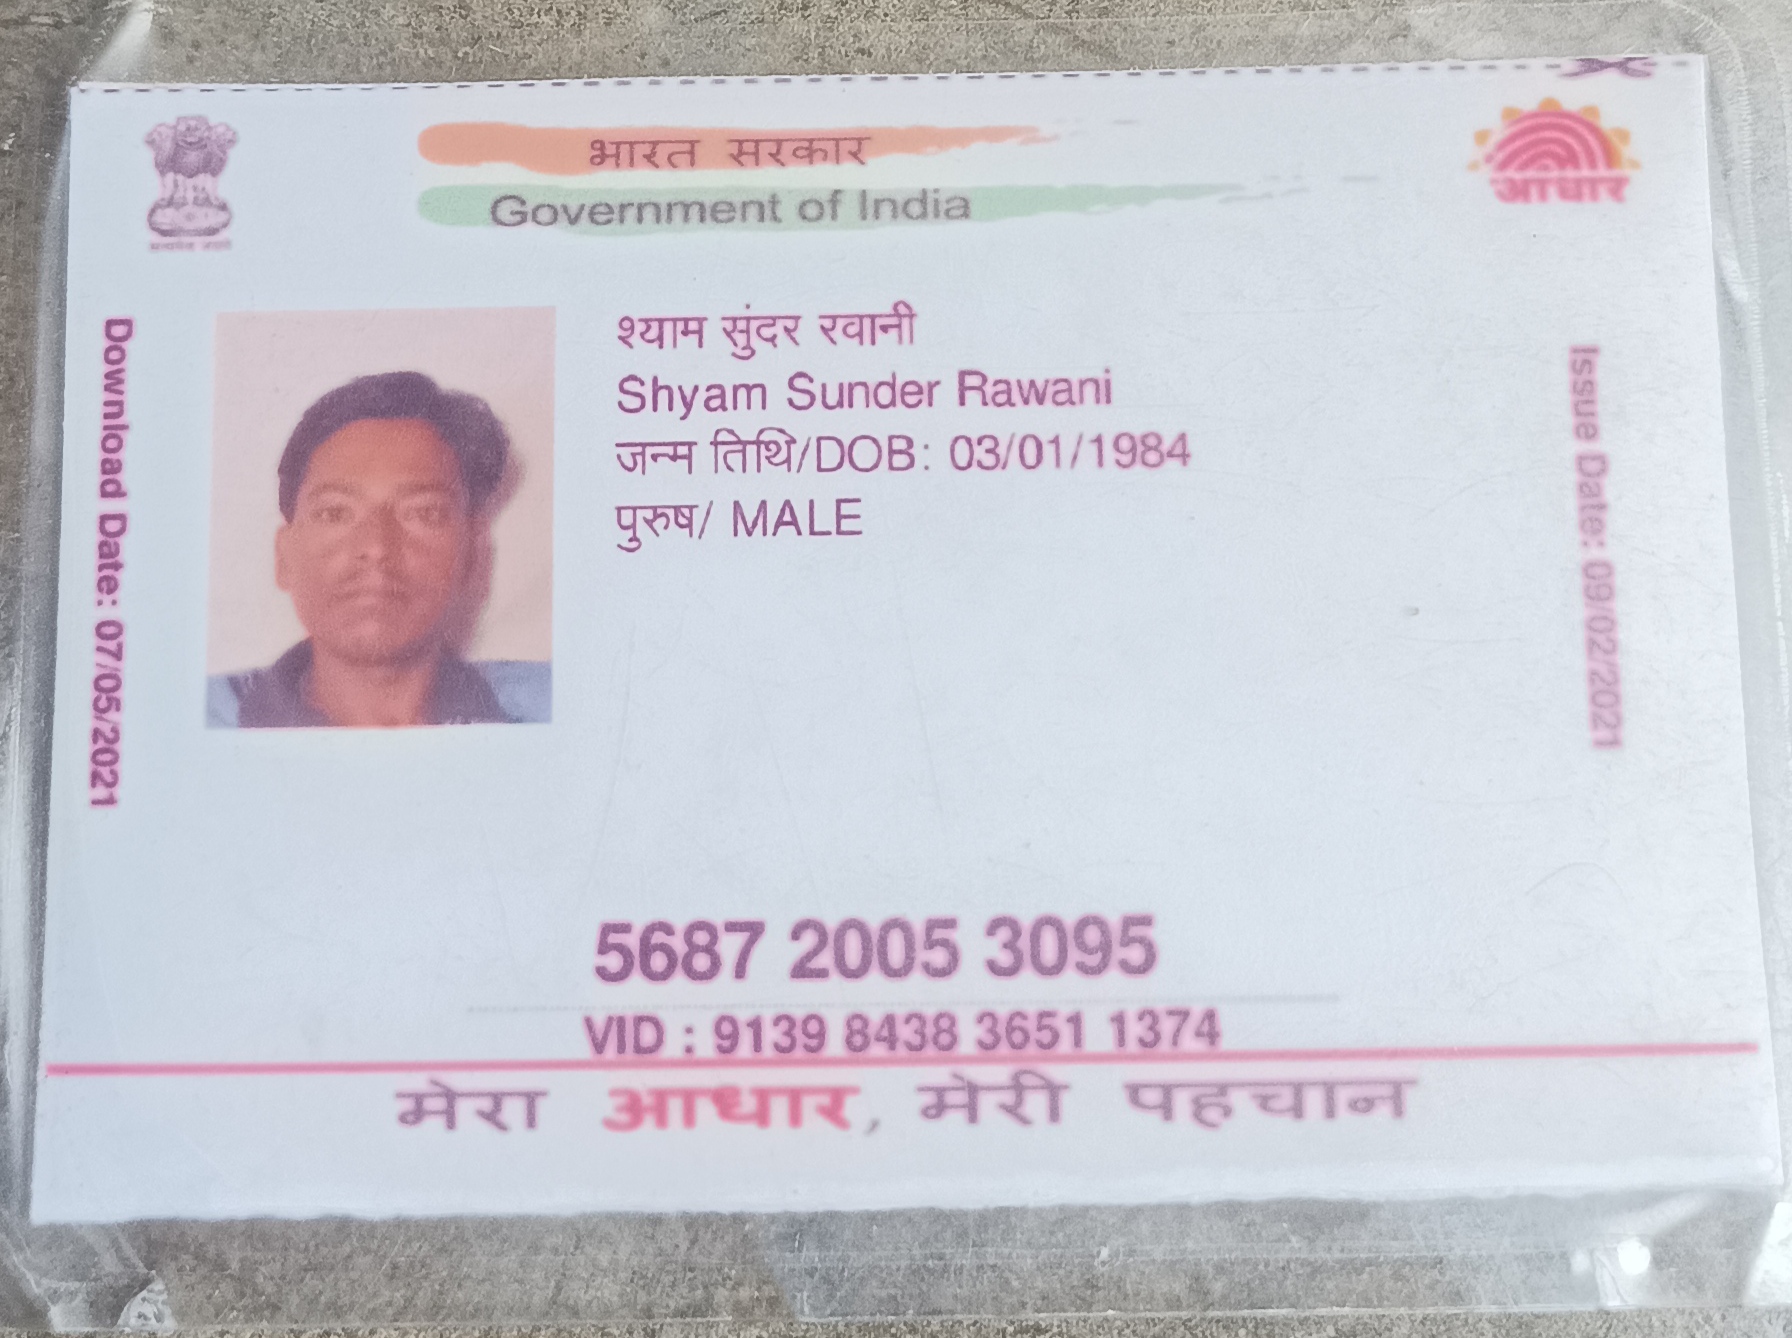 भारत सरकार
Government of India
आधार
Download Date: 07/05/2021
श्याम सुंदर रवानी
Shyam Sunder Rawani
जन्म तिथि/DOB: 03/01/1984
पुरुष/ MALE
Issue Date: 09/02/2021
5687 2005 3095
VID : 9139 8438 3651 1374
मेरा आधार, मेरी पहचान